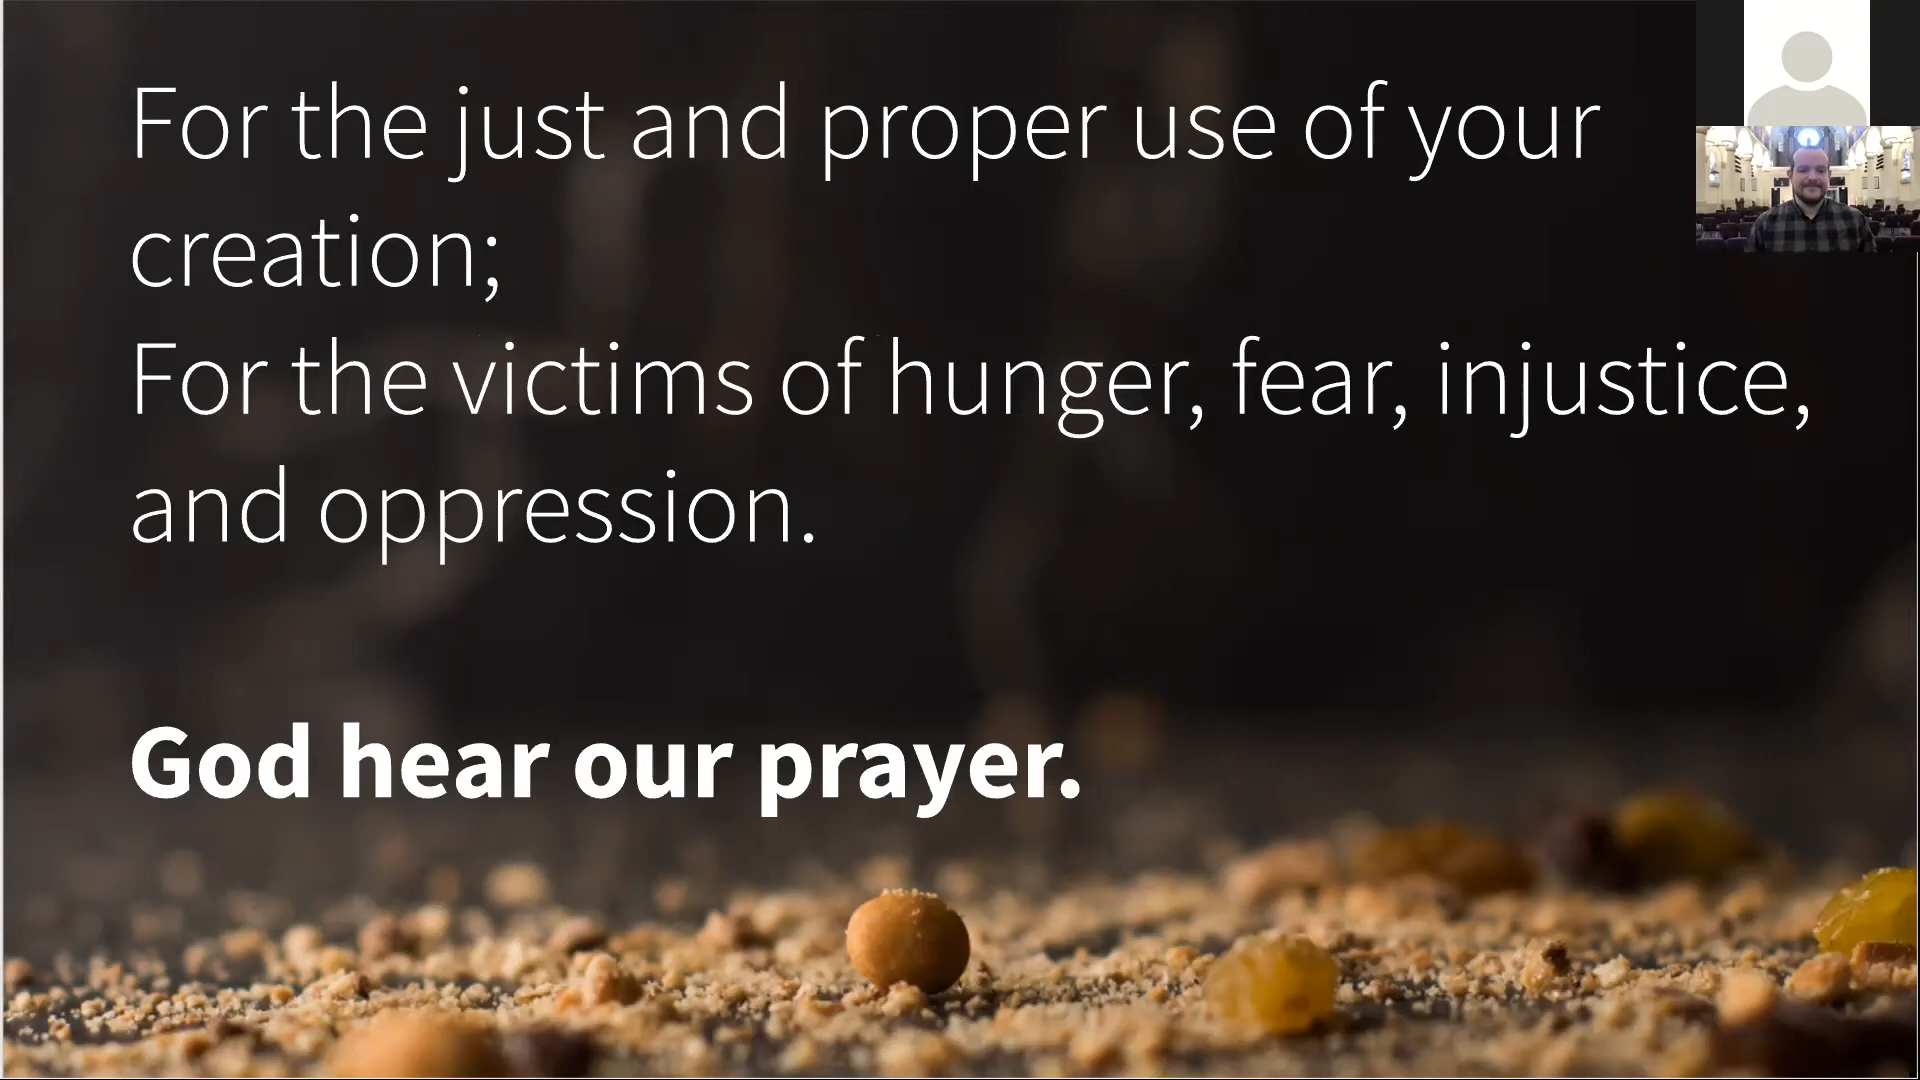 For the just and proper use of your
creation;
For the victims of hunger, fear, injustice,
and oppression.
God hear our prayer.